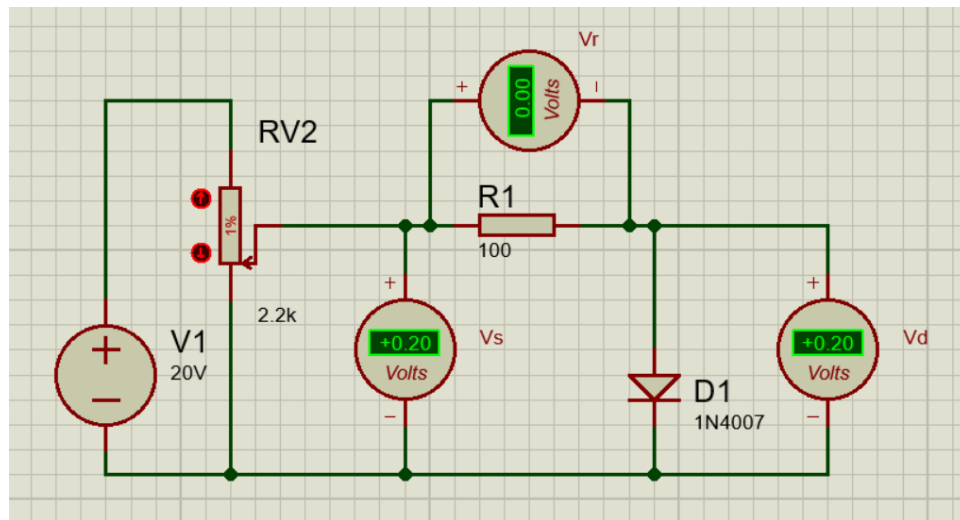 Vr
+
0.00
Volts
-
RV2
1%
2.2k
R1
100
V1
20V
+
-
+
+0.20
Volts
-
Vs
D1
1N4007
+
+0.20
Volts
-
Vd